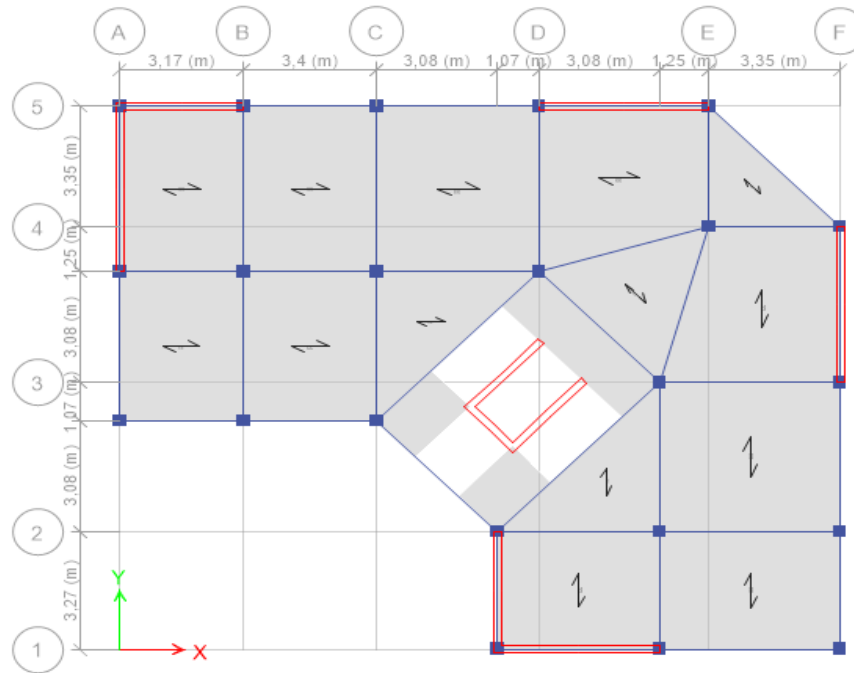 A B C D E F
3,17 (m) 3,4 (m) 3,08 (m) 1,07 (m) 3,08 (m) 1,25 (m) 3,35 (m)
5
3,35 (m)
4
1,25 (m)
3,08 (m)
3
1,07 (m)
3,08 (m)
2
3,27 (m)
1
Y
X